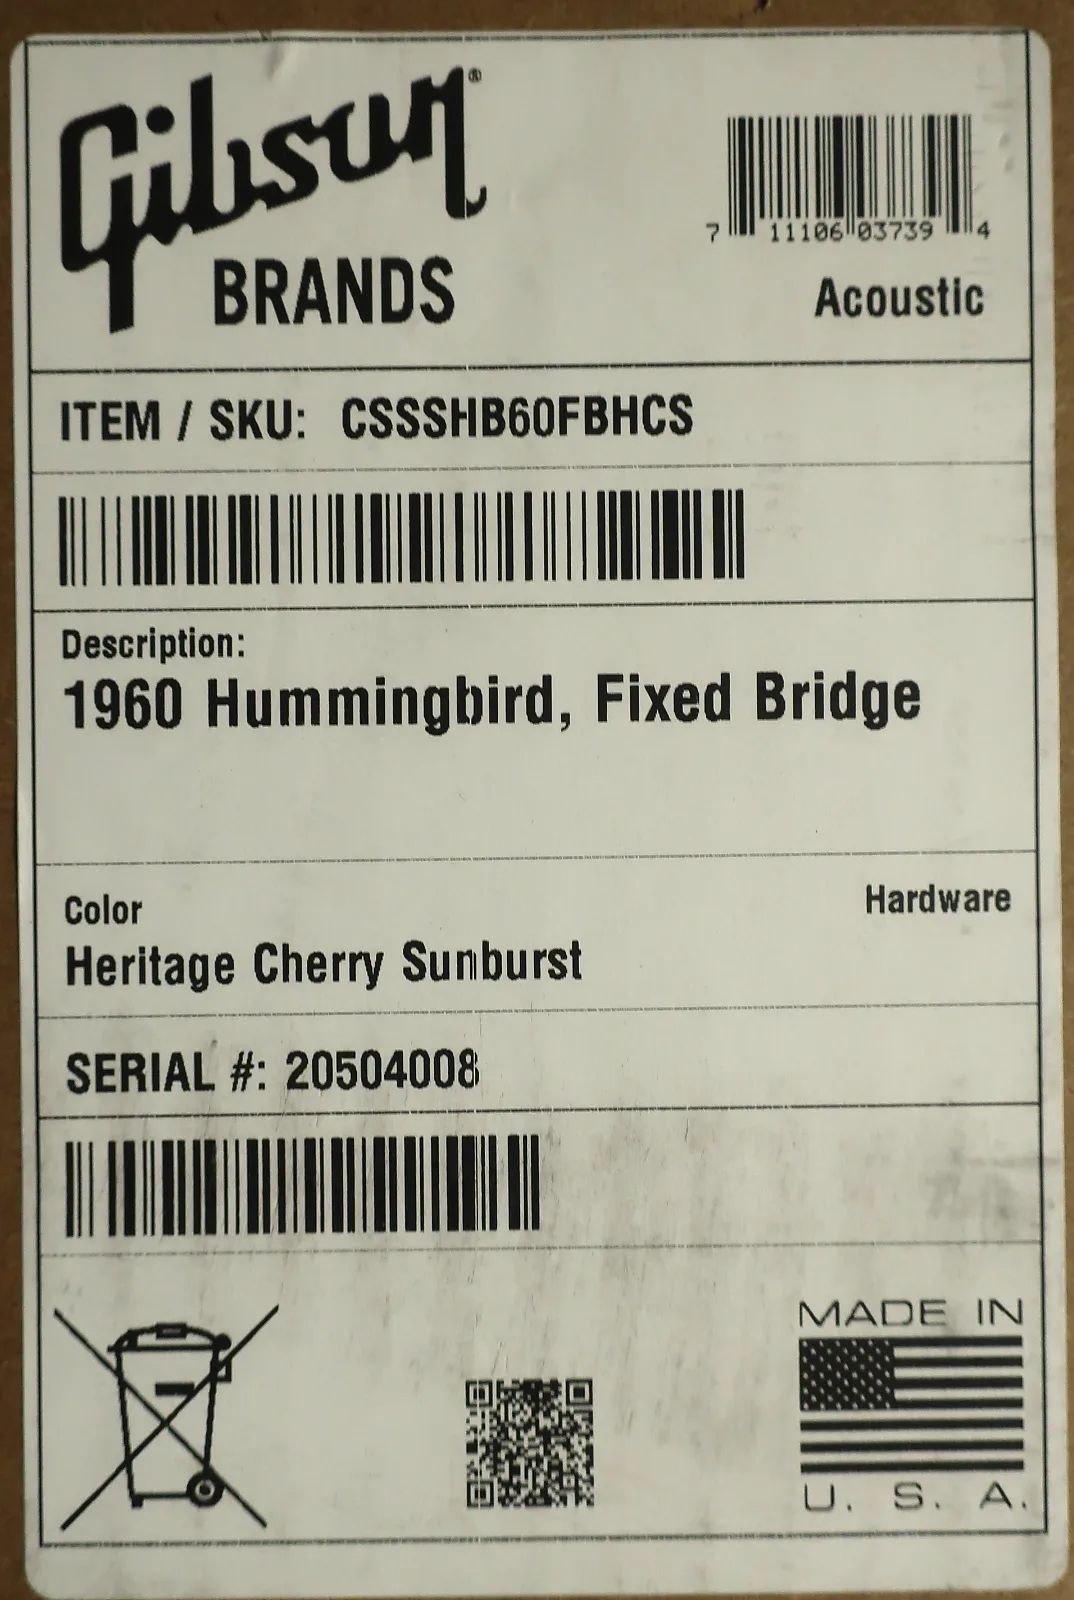 Gibson®
BRANDS
7 11106 03739 4
Acoustic
ITEM / SKU: CSSSHB60FBHCS
Description:
1960 Hummingbird, Fixed Bridge
Color
Hardware
Heritage Cherry Sunburst
SERIAL #: 20504008
MADE IN
U. S. A.